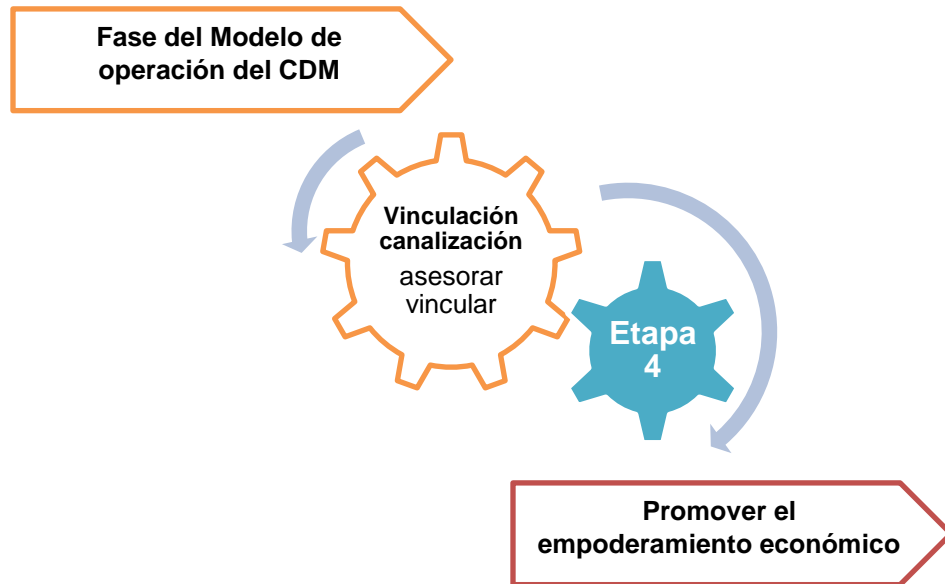 Fase del Modelo de
operación del CDM
Vinculación
canalización
asesorar
vincular
Etapa
4
Promover el
empoderamiento económico